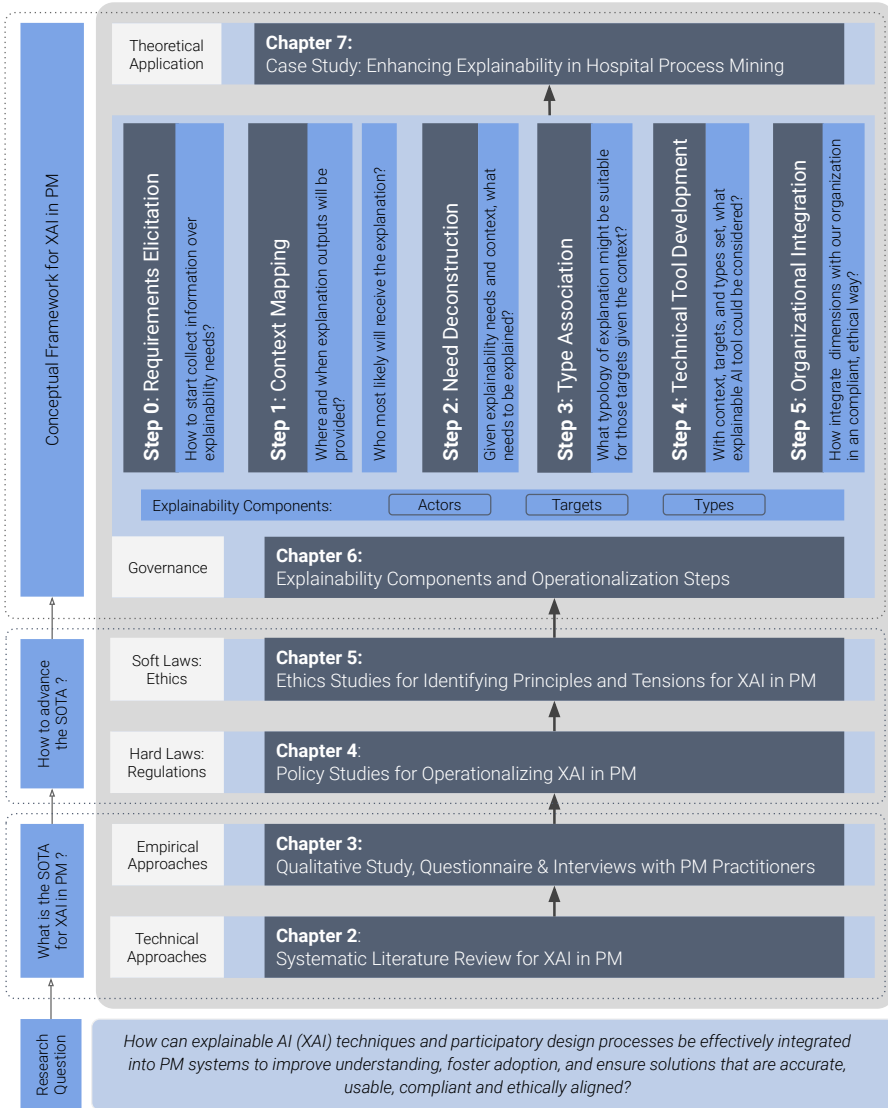 Theoretical
Application
Chapter 7:
Case Study: Enhancing Explainability in Hospital Process Mining
Conceptual Framework for XAI in PM
Step 0: Requirements Elicitation
How to start collect information over
explainability needs?
Step 1: Context Mapping
Where and when explanation outputs will be
provided?
Who most likely will receive the explanation?
Step 2: Need Deconstruction
Given explainability needs and context, what
needs to be explained?
Step 3: Type Association
What typology of explanation might be suitable
for those targets given the context?
Step 4: Technical Tool Development
With context, targets, and types set, what
explainable AI tool could be considered?
Step 5: Organizational Integration
How integrate dimensions with our organization
in an compliant, ethical way?
Explainability Components:
Actors
Targets
Types
Governance
Chapter 6:
Explainability Components and Operationalization Steps
How to advance
the SOTA ?
Soft Laws:
Ethics
Chapter 5:
Ethics Studies for Identifying Principles and Tensions for XAI in PM
Hard Laws:
Regulations
Chapter 4:
Policy Studies for Operationalizing XAI in PM
What is the SOTA
for XAI in PM ?
Empirical
Approaches
Chapter 3:
Qualitative Study, Questionnaire & Interviews with PM Practitioners
Technical
Approaches
Chapter 2:
Systematic Literature Review for XAI in PM
Research
Question
How can explainable AI (XAI) techniques and participatory design processes be effectively integrated
into PM systems to improve understanding, foster adoption, and ensure solutions that are accurate,
usable, compliant and ethically aligned?